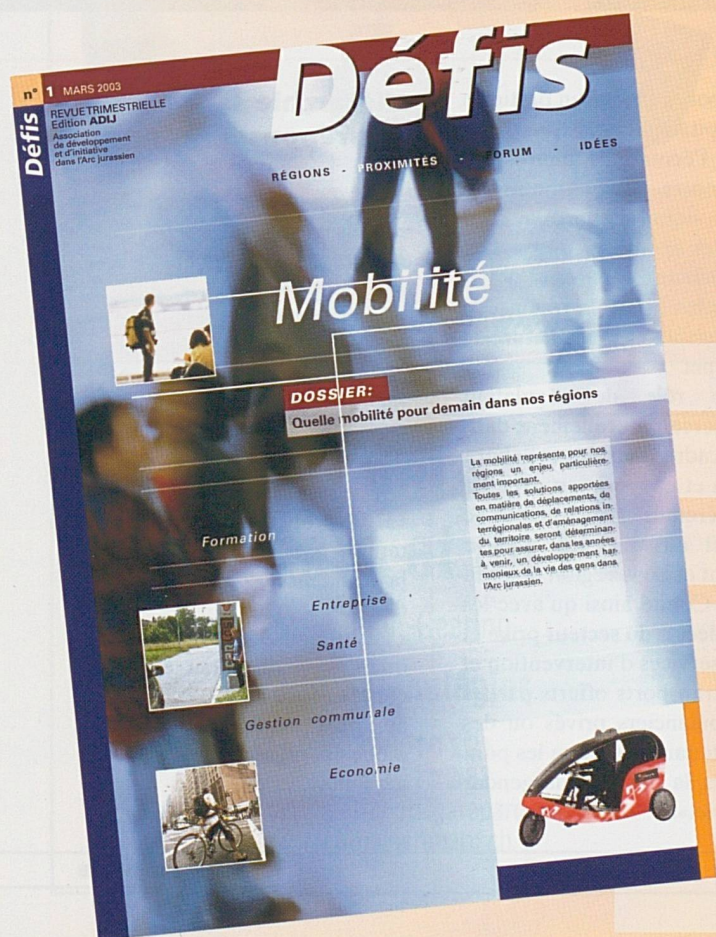 n° 1 MARS 2003
Défis
Défis
REVUE TRIMESTRIELLE
Edition ADIJ
Association
de développement
et d'initiative
dans l'Arc jurassien
RÉGIONS - PROXIMITÉS - FORUM - IDÉES
Mobilité
DOSSIER:
Quelle mobilité pour demain dans nos régions
La mobilité représente pour nos
régions un enjeu particulière-
ment important.
Toutes les solutions apportées
en matière de déplacements, de
communications, de relations in-
terrégionales et d'aménagement
du territoire seront déterminan-
tes pour assurer, dans les années
à venir, un développe-ment har-
monieux de la vie des gens dans
l'Arc jurassien.
Formation
Entreprise
Santé
Gestion communale
Economie